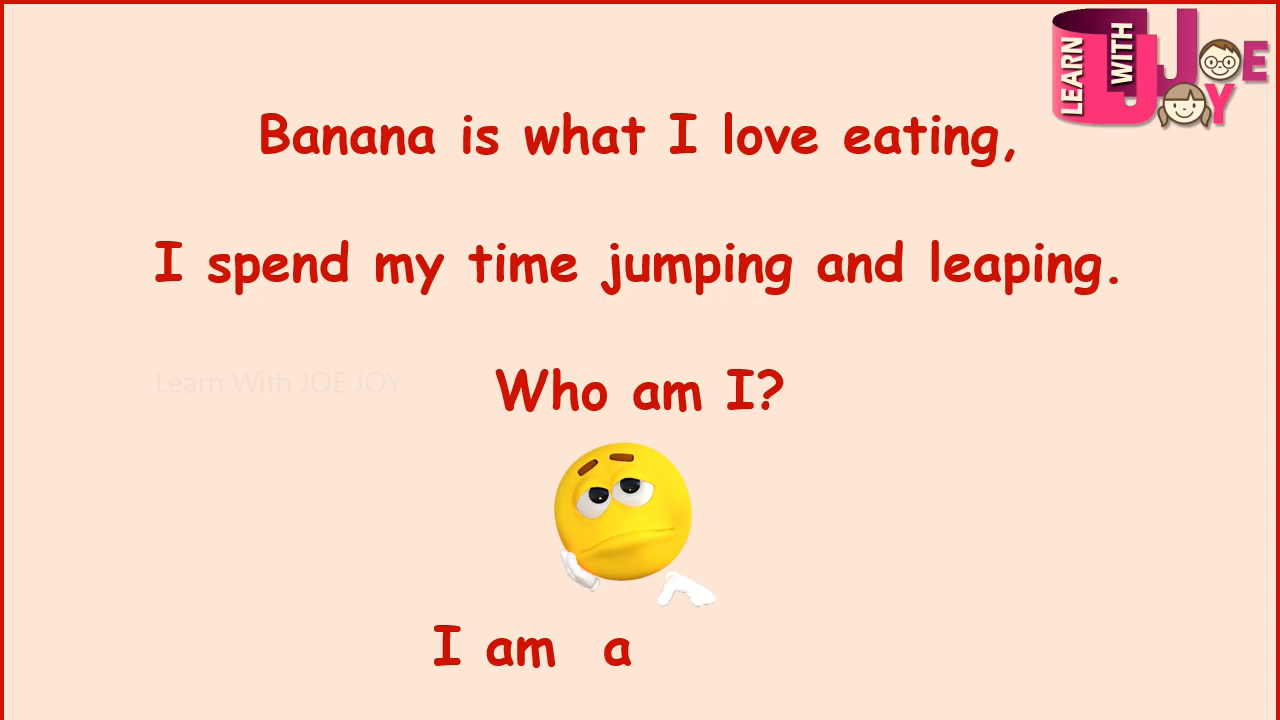 LEARN WITH JOE JOY
Banana is what I love eating,
I spend my time jumping and leaping.
Learn With JOE JOY
Who am I?
I am a